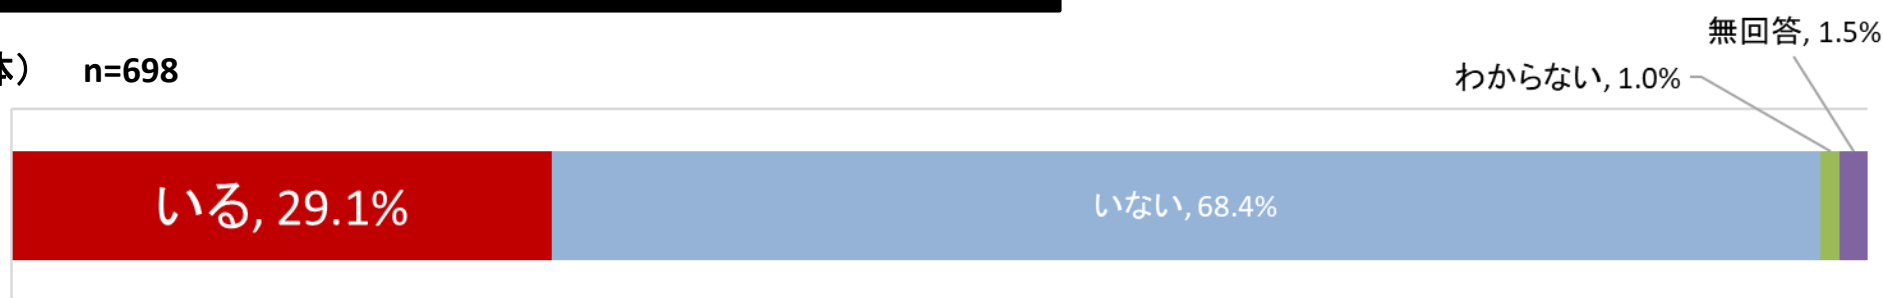 無回答, 1.5%
体） n=698
わからない, 1.0%
いる, 29.1%
いない, 68.4%